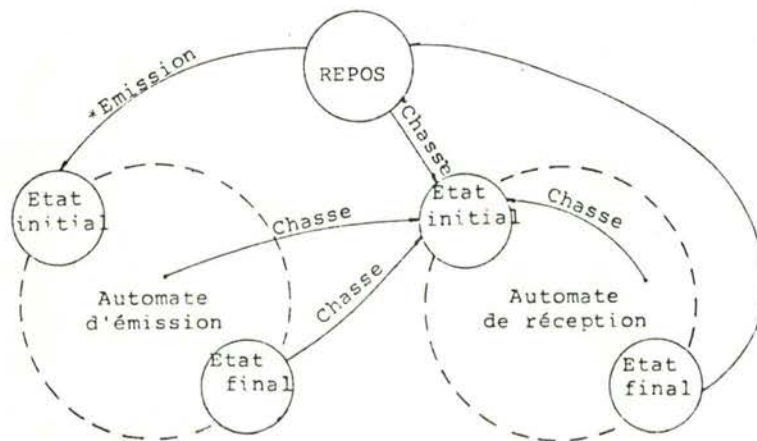 REPOS
*Emission
*Chasse
Etat
initial
Etat
initial
Chasse
Chasse
Automate
d'émission
Chasse
Automate
de réception
Etat
final
Etat
final